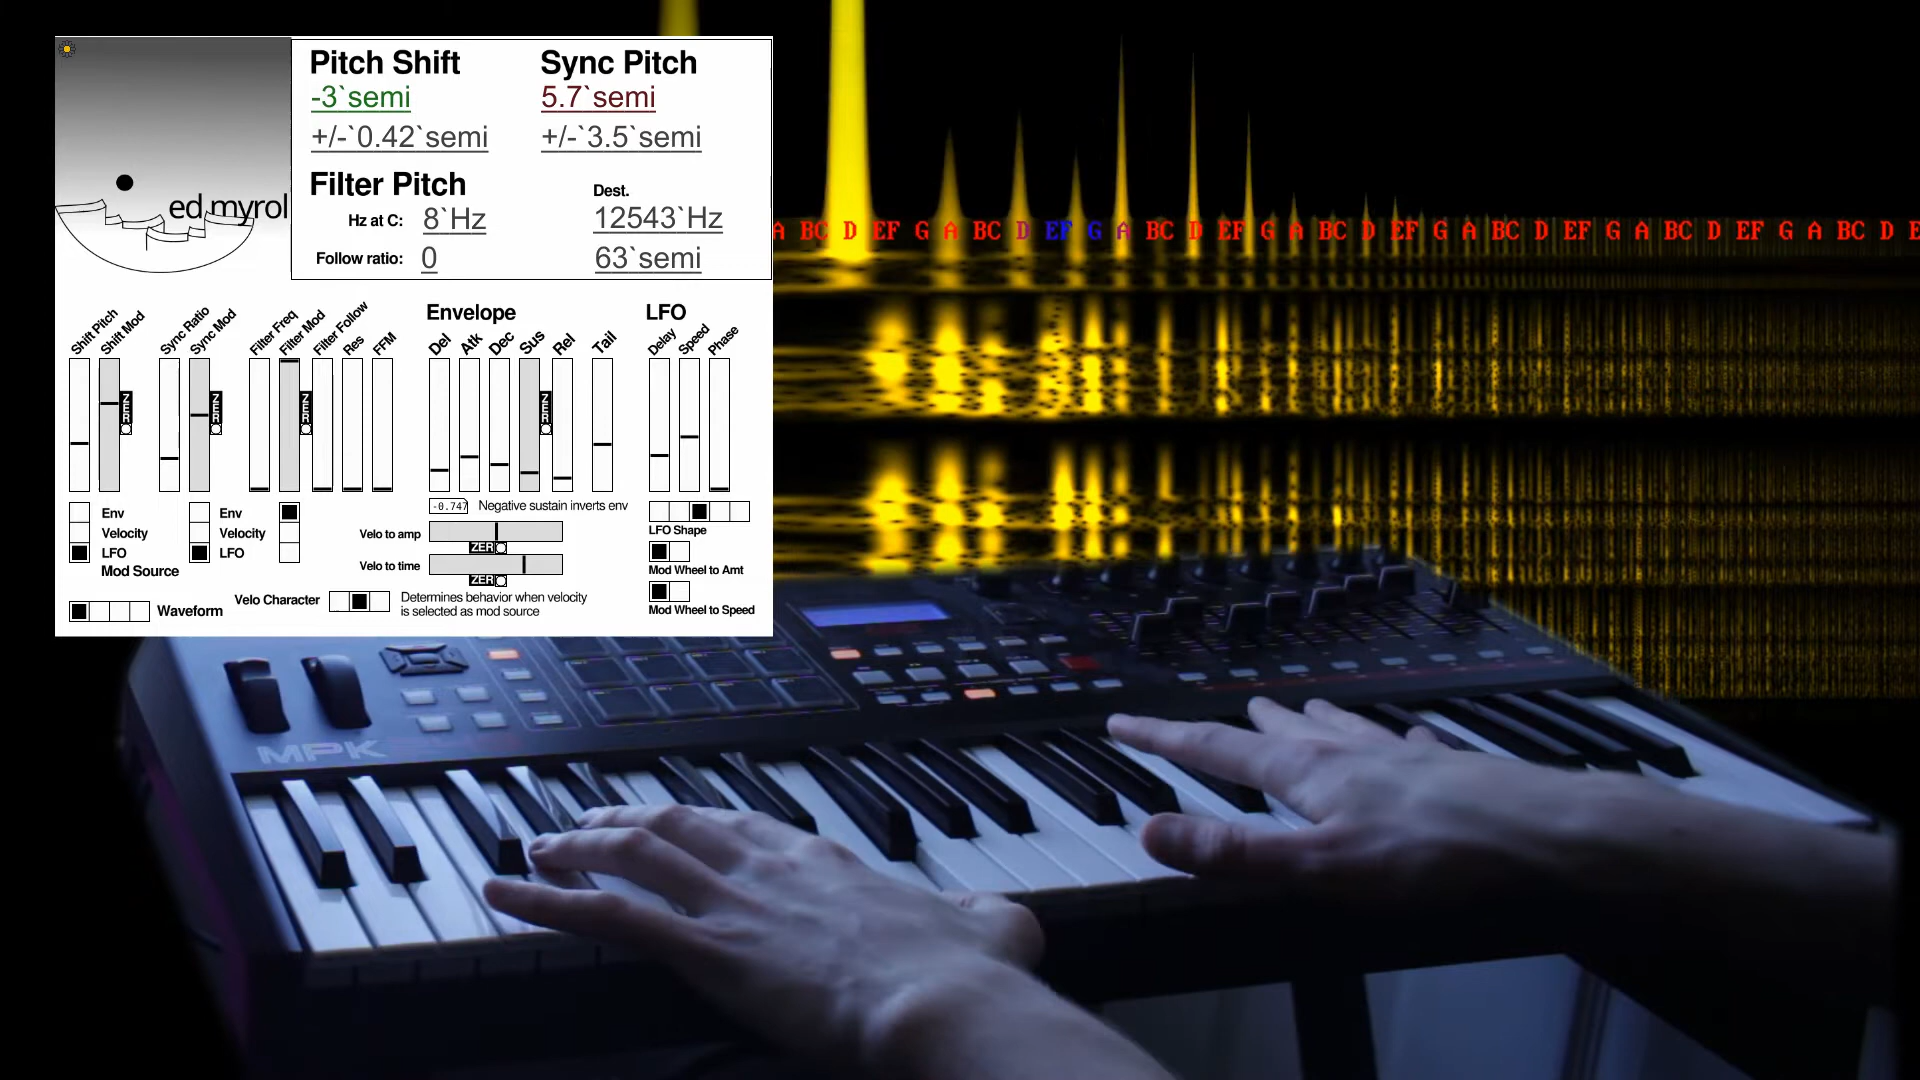 Pitch Shift
-3`semi
+/-`0.42`semi
Sync Pitch
5.7`semi
+/-`3.5`semi
ed myrol
Filter Pitch
Dest.
Hz at C: 8`Hz 12543`Hz
Follow ratio: 0 63`semi
A BC D EF G A BC D EF G A BC D EF G A BC D EF G A BC D EF G A BC D EF G A BC D E
Shift Pitch
Shift Mod
Sync Ratio
Sync Mod
Filter Freq
Filter Mod
Filter Follow
Res
FFM
ZERO
ZERO
ZERO
Envelope
Del
Atk
Dec
Sus
Rel
Tail
ZERO
LFO
Delay
Speed
Phase
Env
Velocity
LFO
Mod Source
Env
Velocity
LFO
-0.747 Negative sustain inverts env
Velo to amp
ZERO
Velo to time
ZERO
LFO Shape
Mod Wheel to Amt
Mod Wheel to Speed
Waveform
Velo Character
Determines behavior when velocity
is selected as mod source
MPK